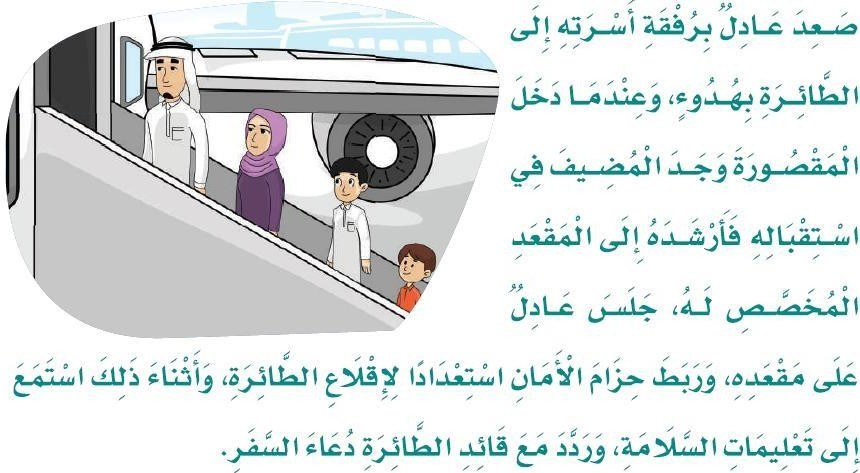 صَعِدَ عَادِلٌ بِرُفْقَةِ أُسْرَتِهِ إِلَى
الطَّائِرَةِ بِهُدُوءٍ، وَعِنْدَمَا دَخَلَ
الْمَقْصُورَةَ وَجَدَ الْمُضِيفَ فِي
اسْتِقْبَالِهِ فَأَرْشَدَهُ إِلَى الْمَقْعَدِ
الْمُخَصَّصِ لَهُ، جَلَسَ عَادِلٌ
عَلَى مَقْعَدِهِ، وَرَبَطَ حِزَامَ الْأَمَانِ اسْتِعْدَادًا لِإِقْلَاعِ الطَّائِرَةِ، وَأَثْنَاءَ ذَلِكَ اسْتَمَعَ
إِلَى تَعْلِيمَات السَّلَامَة، وَرَدَّدَ مَعَ قَائِدِ الطَّائِرَةِ دُعَاءَ السَّفَرِ.